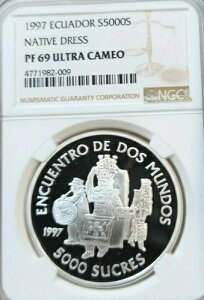 1997 ECUADOR S5000S
NATIVE DRESS
PF 69 ULTRA CAMEO
4771982-009
NUMISMATIC GUARANTY CORPORATION
NGC
ENCUENTRO DE DOS MUNDOS
1997
5000 SUCRES